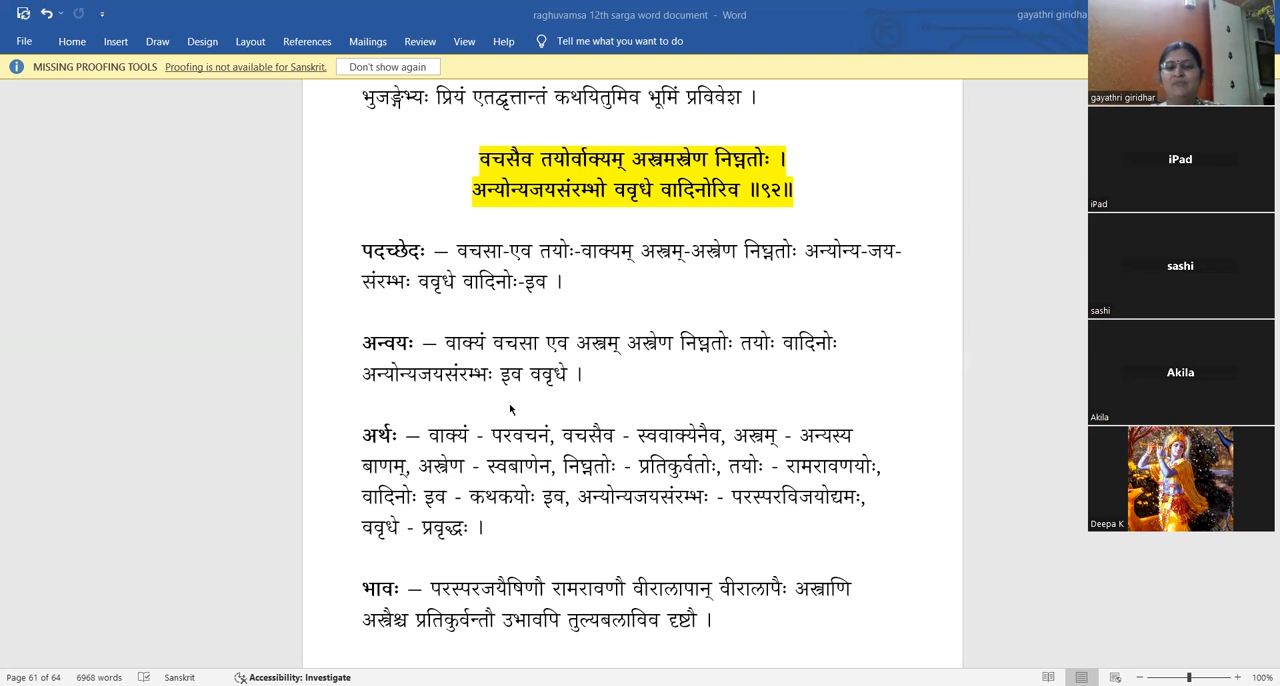 raghuvamsa 12th sarga word document - Word
gayathri giridha
File Home Insert Draw Design Layout References Mailings Review View Help Tell me what you want to do
MISSING PROOFING TOOLS Proofing is not available for Sanskrit. Don't show again
भुजङ्गेभ्यः प्रियं एतद्वृत्तान्तं कथयितुमिव भूमिं प्रविवेश ।
वचसैव तयोर्वाक्यम् अस्त्रमस्त्रेण निघ्नतोः ।
अन्योन्यजयसंरम्भो ववृधे वादिनोरिव ॥९२॥
पदच्छेदः – वचसा-एव तयोः-वाक्यम् अस्त्रम्-अस्त्रेण निघ्नतोः अन्योन्य-जय-
संरम्भः ववृधे वादिनोः-इव ।
अन्वयः – वाक्यं वचसा एव अस्त्रम् अस्त्रेण निघ्नतोः तयोः वादिनोः
अन्योन्यजयसंरम्भः इव ववृधे ।
अर्थः – वाक्यं - परवचनं, वचसैव - स्ववाक्येनैव, अस्त्रम् - अन्यस्य
बाणम्, अस्त्रेण - स्वबाणेन, निघ्नतोः - प्रतिकुर्वतोः, तयोः - रामरावणयोः,
वादिनोः इव - कथकयोः इव, अन्योन्यजयसंरम्भः - परस्परविजयोद्यमः,
ववृधे - प्रवृद्धः ।
भावः – परस्परजयैषिणौ रामरावणौ वीरालापान् वीरालापैः अस्त्राणि
अस्त्रैश्च प्रतिकुर्वन्तौ उभावपि तुल्यबलाविव दृष्टौ ।
gayathri giridhar
iPad
iPad
sashi
sashi
Akila
Akila
Deepa K
Page 61 of 64 6968 words Sanskrit Accessibility: Investigate 100%